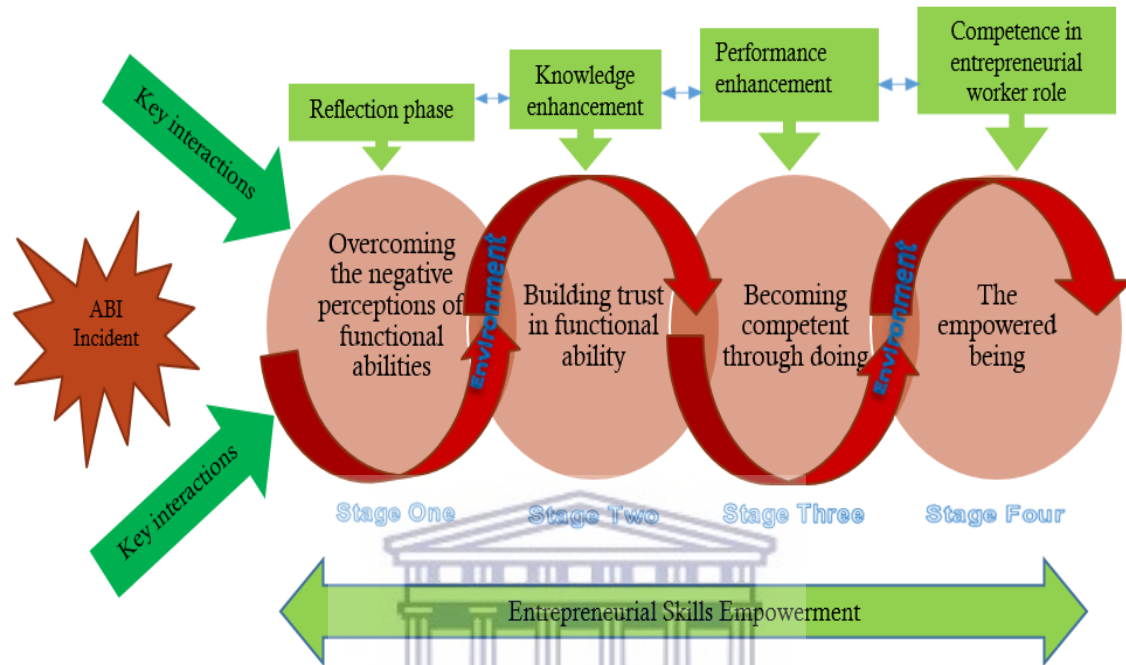 Key interactions
Reflection phase
Knowledge
enhancement
Performance
enhancement
Competence in
entrepreneurial
worker role
ABI
Incident
Overcoming
the negative
perceptions of
functional
abilities
Environment
Building trust
in functional
ability
Becoming
competent
through doing
Environment
The
empowered
being
Key interactions
Stage One
Stage Two
Stage Three
Stage Four
Entrepreneurial Skills Empowerment